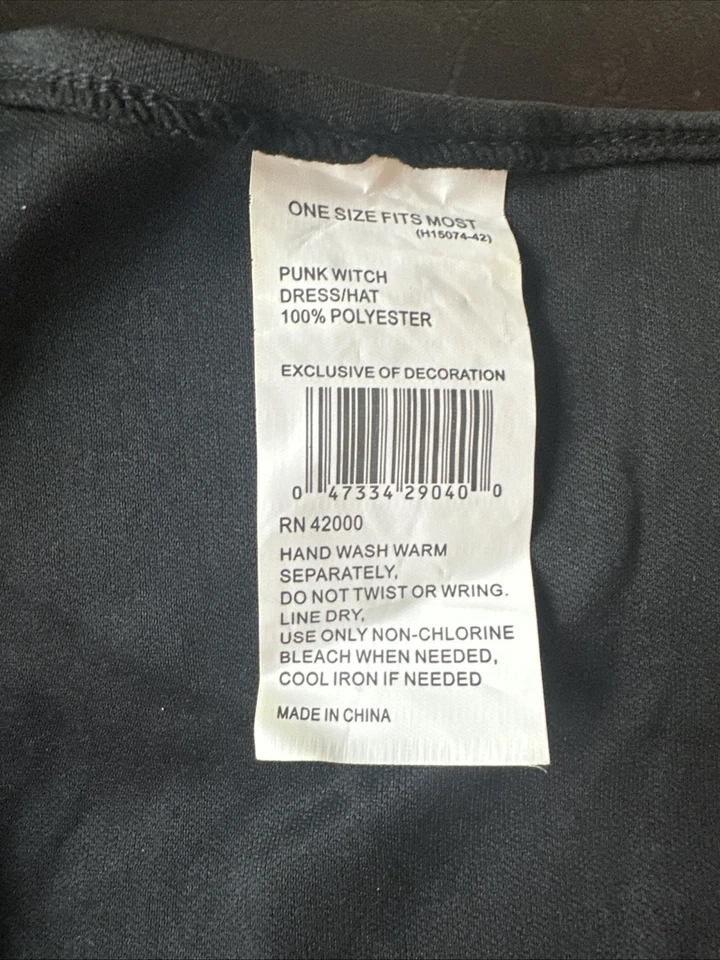 ONE SIZE FITS MOST
(H15074-42)
PUNK WITCH
DRESS/HAT
100% POLYESTER
EXCLUSIVE OF DECORATION
0 47334 29040 0
RN 42000
HAND WASH WARM
SEPARATELY,
DO NOT TWIST OR WRING.
LINE DRY,
USE ONLY NON-CHLORINE
BLEACH WHEN NEEDED,
COOL IRON IF NEEDED
MADE IN CHINA